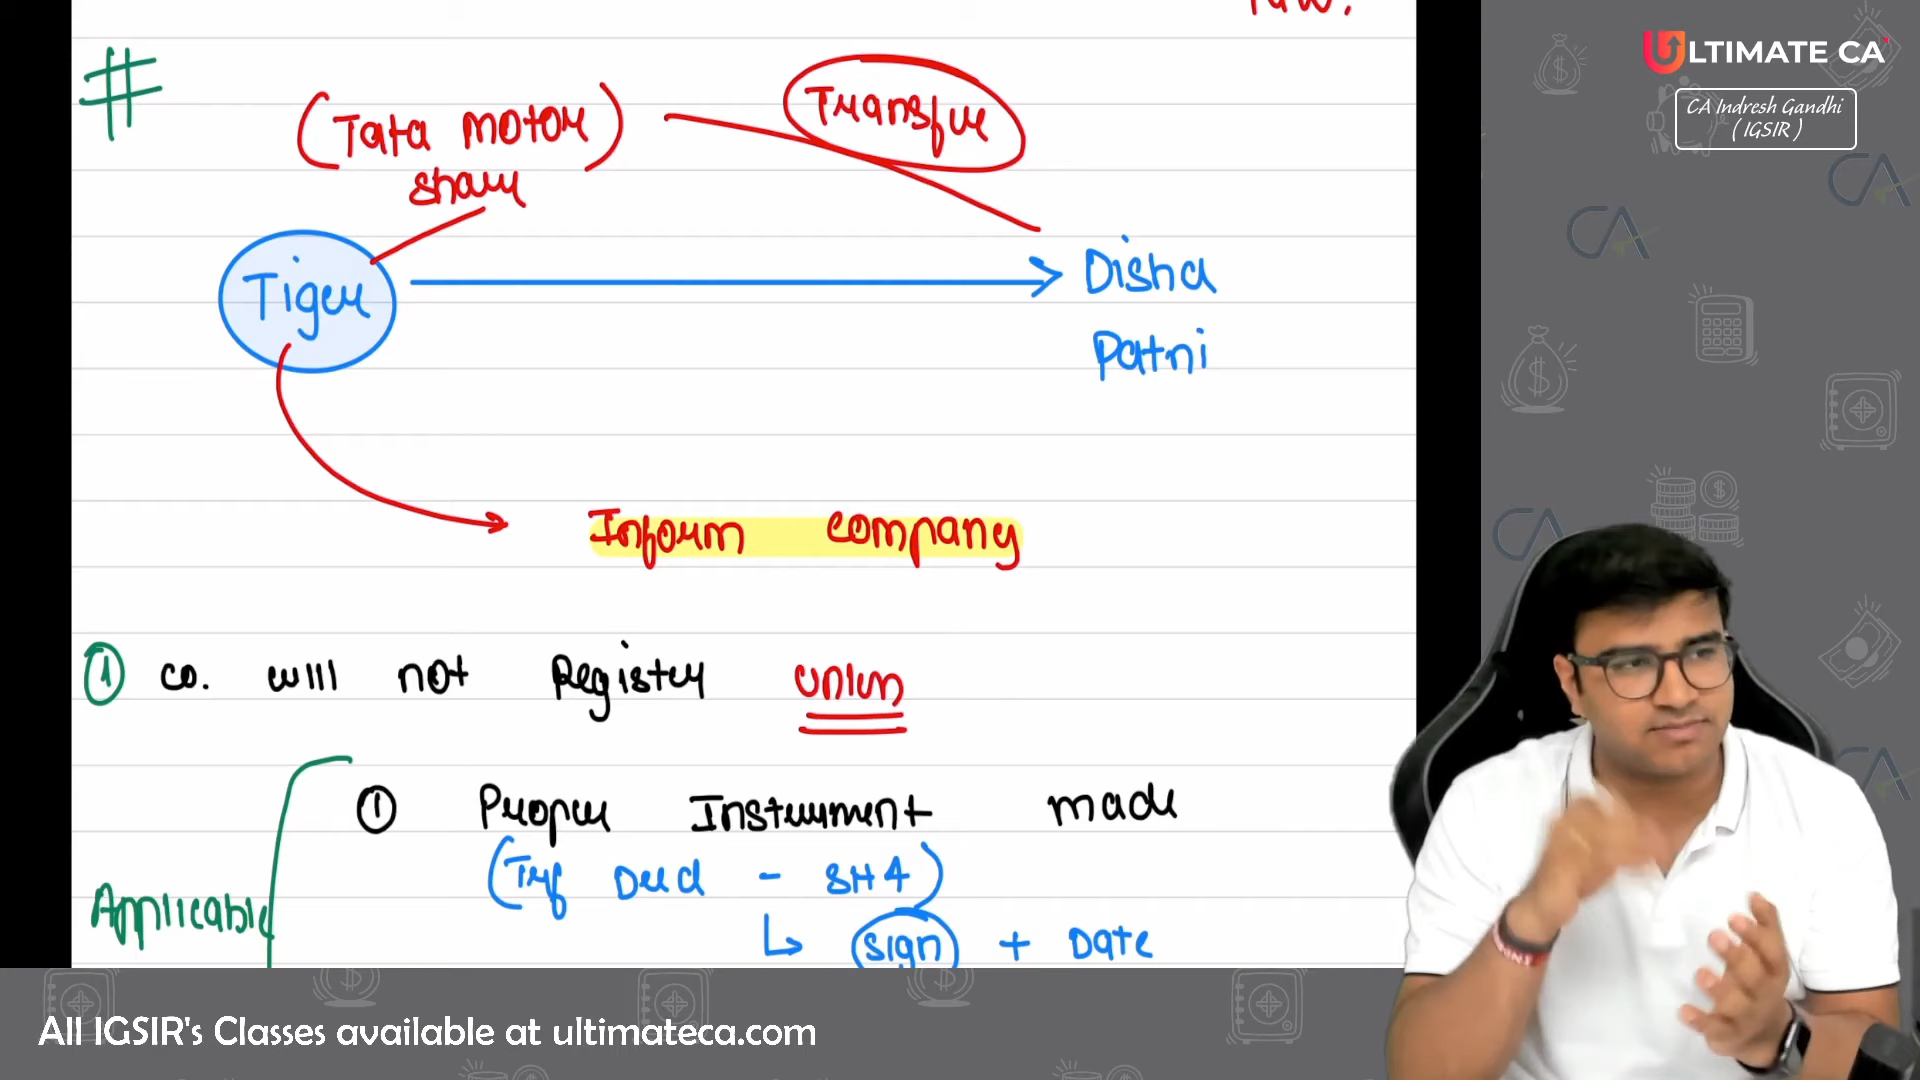 #
(Tata motor)
share
Transfer
Tiger
Disha
Patni
Inform company
① co. will not Register unless
① Proper Instrument made
(Trf Deed - SH4)
↳ sign + Date
Applicable
ULTIMATE CA
CA Indresh Gandhi
(IGSIR)
All IGSIR's Classes available at ultimateca.com